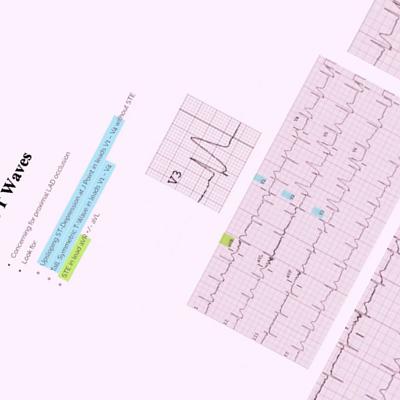 T Waves
Concerning for proximal LAD occlusion
Look for
Upsloping ST-Depression at J-Point in leads V1 - V4 without STE
Tall, Symmetric T-Wave in leads V1 - V4
STE in lead AVR +/- AVL
V3